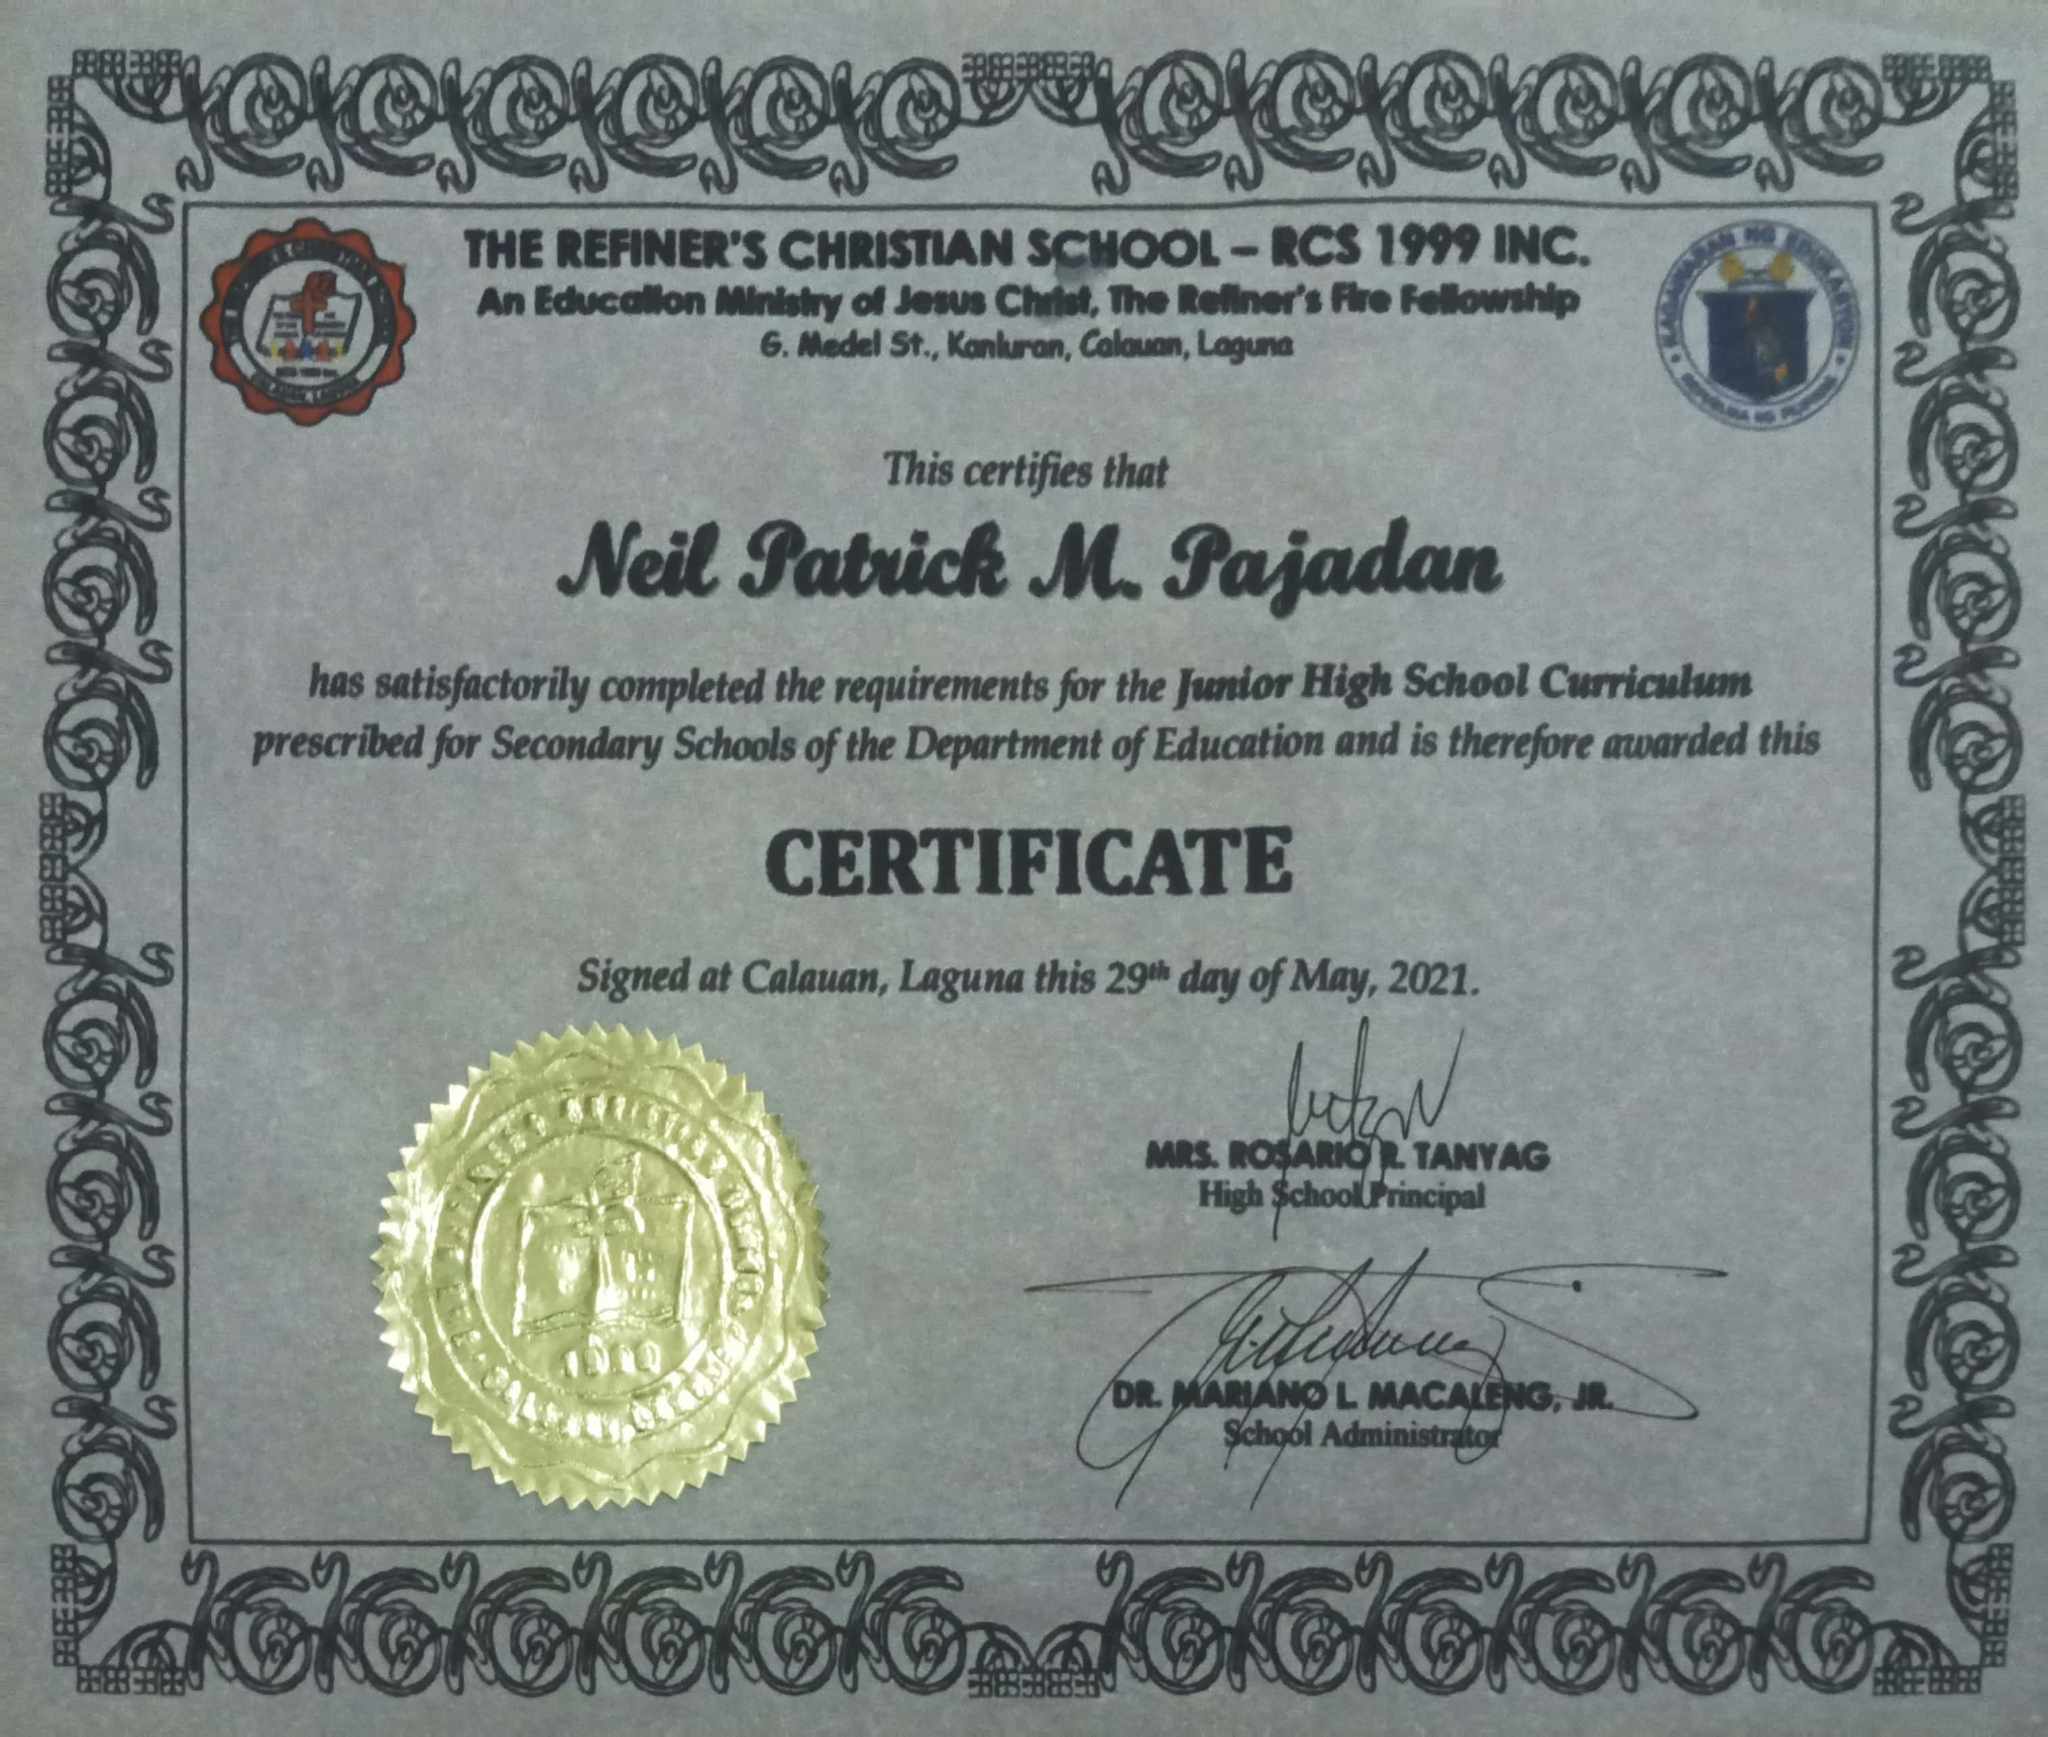 THE REFINER'S CHRISTIAN SCHOOL – RCS 1999 INC.
An Education Ministry of Jesus Christ, The Refiner's Fire Fellowship
G. Medel St., Kanluran, Calauan, Laguna
KAGAWARAN NG EDUKASYON
REPUBLIKA NG PILIPINAS
This certifies that
Neil Patrick M. Pajadan
has satisfactorily completed the requirements for the Junior High School Curriculum
prescribed for Secondary Schools of the Department of Education and is therefore awarded this
CERTIFICATE
Signed at Calauan, Laguna this 29th day of May, 2021.
MRS. ROSARIO R. TANYAG
High School Principal
DR. MARIANO L. MACALENG, JR.
School Administrator